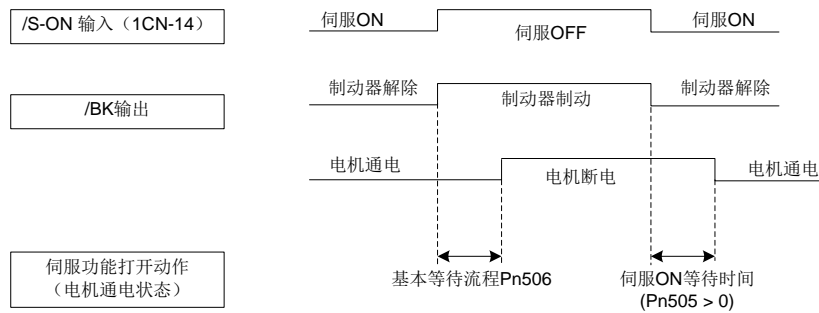 /S-ON 输入（1CN-14）
伺服ON
伺服OFF
伺服ON
/BK输出
制动器解除
制动器制动
制动器解除
电机通电
电机断电
电机通电
伺服功能打开动作
（电机通电状态）
基本等待流程Pn506
伺服ON等待时间
(Pn505 > 0)